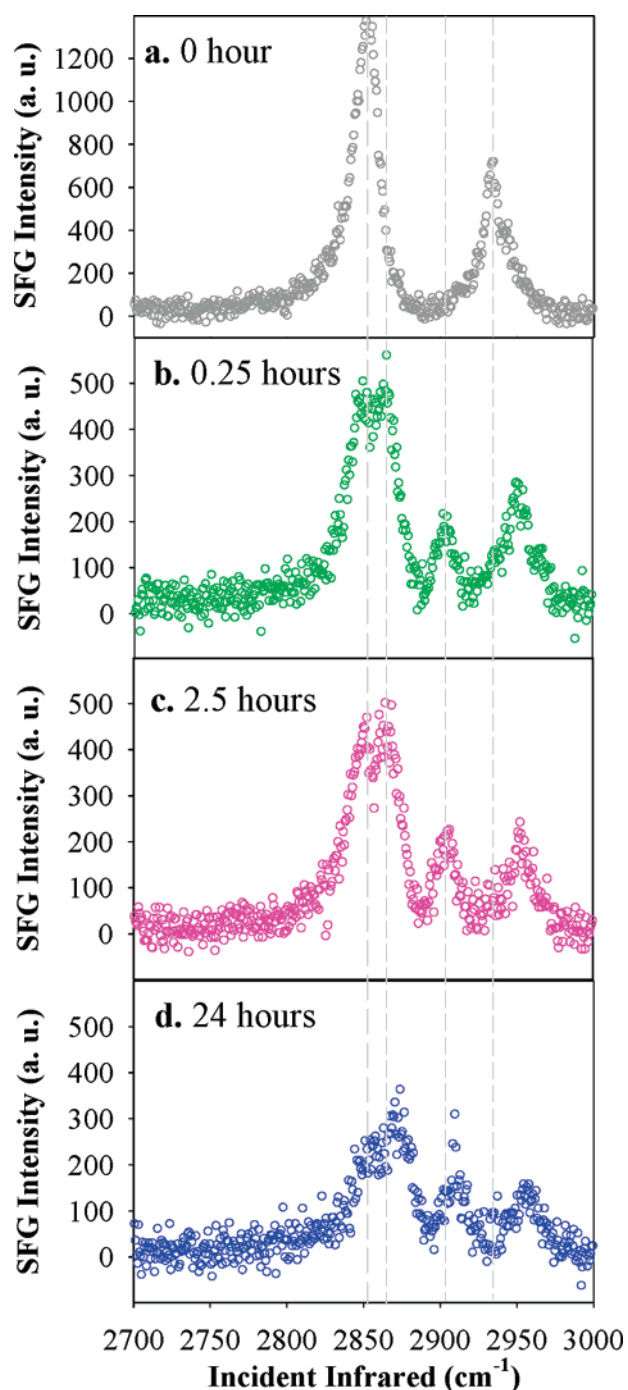 a. 0 hour
SFG Intensity (a. u.)
1200
1000
800
600
400
200
0
b. 0.25 hours
SFG Intensity (a. u.)
500
400
300
200
100
0
c. 2.5 hours
SFG Intensity (a. u.)
500
400
300
200
100
0
d. 24 hours
SFG Intensity (a. u.)
500
400
300
200
100
0
2700 2750 2800 2850 2900 2950 3000
Incident Infrared (cm⁻¹)